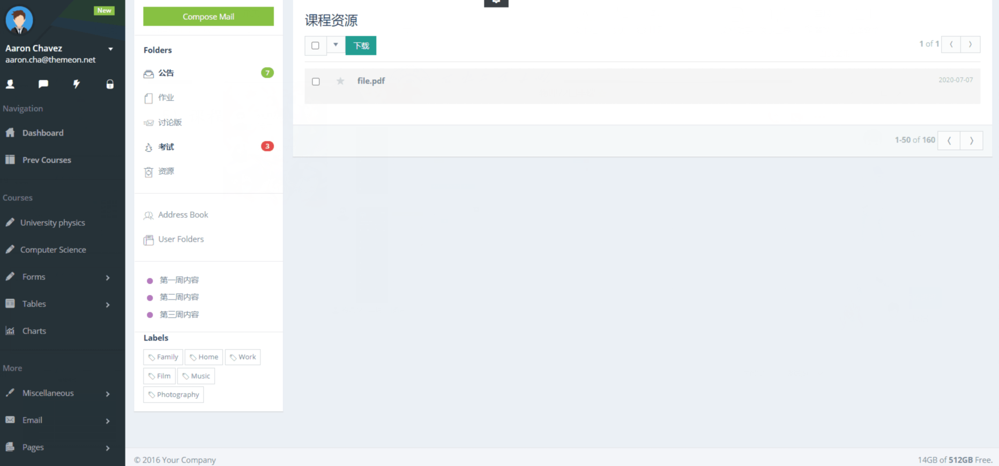 New
Aaron Chavez
aaron.cha@themeon.net
Navigation
Dashboard
Prev Courses
Courses
University physics
Computer Science
Forms
Tables
Charts
More
Miscellaneous
Email
Pages
Compose Mail
Folders
公告 7
作业
讨论版
考试 3
资源
Address Book
User Folders
第一周内容
第二周内容
第三周内容
Labels
Family Home Work
Film Music
Photography
课程资源
下载 1 of 1
file.pdf 2020-07-07
1-50 of 160
© 2016 Your Company 14GB of 512GB Free.